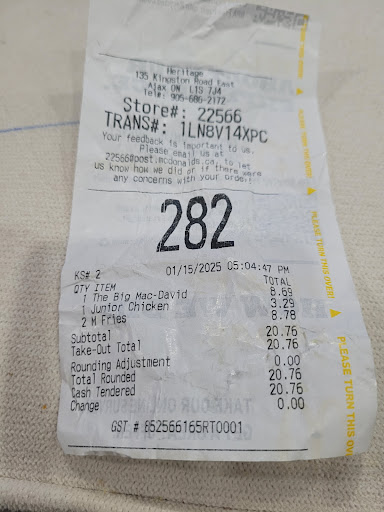 Heritage
135 Kingston Road East
Ajax ON L1S 7J4
Tel#: 905-686-2172
Store#: 22566
TRANS#: 1LN8V14XPC
Your feedback is important to us.
Please email us at
22566@post.mcdonalds.ca, to let
us know how we did or if there were
any concerns with your order!
282
KS# 2 01/15/2025 05:04:47 PM
QTY ITEM TOTAL
1 The Big Mac-David 8.69
1 Junior Chicken 3.29
2 M Fries 8.78
Subtotal 20.76
Take-Out Total 20.76
Rounding Adjustment 0.00
Total Rounded 20.76
Cash Tendered 20.76
Change 0.00
GST # 852566165RT0001
PLEASE TURN THIS OVER!
PLEASE TURN THIS OVER!
PLEASE TURN THIS OV